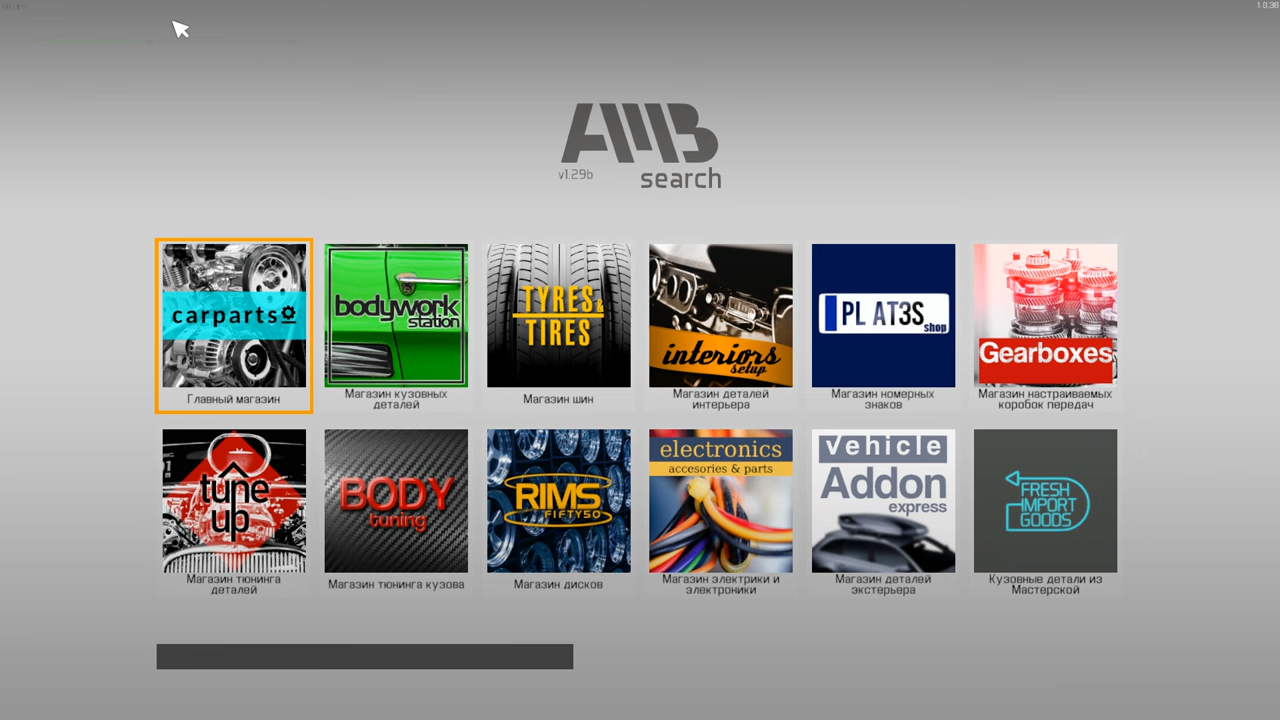 1.0.36
AMB
v1.29b
search
carparts
bodywork
station
TYRES&
TIRES
interiors
setup
PL AT3S
shop
Gearboxes
Главный магазин
Магазин кузовных
деталей
Магазин шин
Магазин деталей
интерьера
Магазин номерных
знаков
Магазин настраиваемых
коробок передач
tune
up
BODY
tuning
RIMS
FIFTY50
electronics
accesories & parts
vehicle
Addon
express
FRESH
IMPORT
GOODS
Магазин тюнинга
деталей
Магазин тюнинга кузова
Магазин дисков
Магазин электрики и
электроники
Магазин деталей
экстерьера
Кузовные детали из
Мастерской